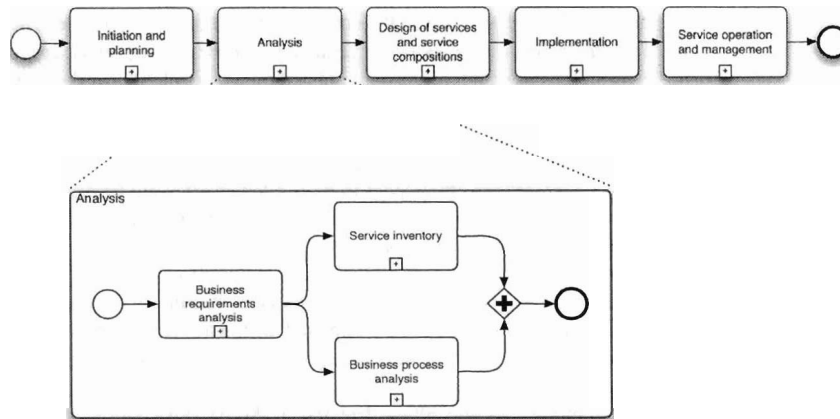 Initiation and
planning
Analysis
Design of services
and service
compositions
Implementation
Service operation
and management
Analysis
Service inventory
Business
requirements
analysis
Business process
analysis